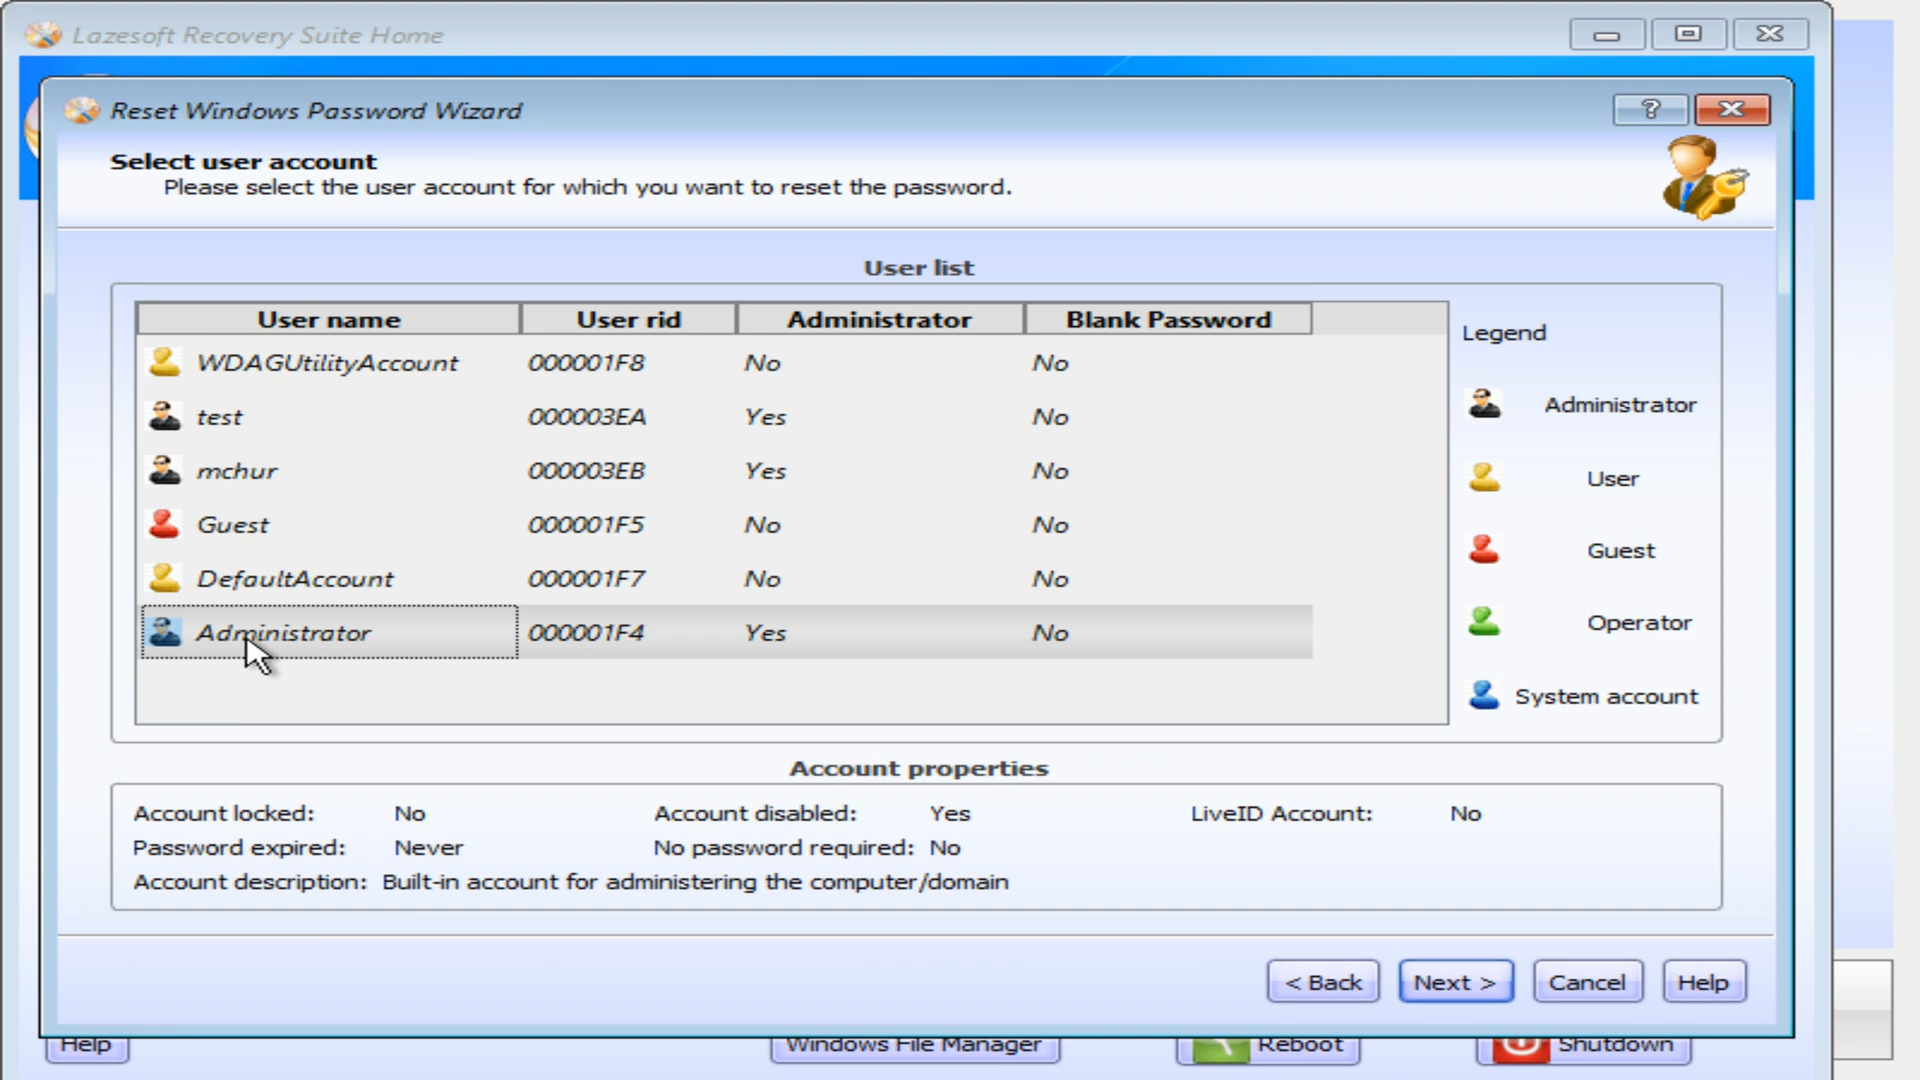 Lazesoft Recovery Suite Home
Reset Windows Password Wizard
?
Select user account
Please select the user account for which you want to reset the password.
User list
User name User rid Administrator Blank Password
WDAGUtilityAccount 000001F8 No No
test 000003EA Yes No
mchur 000003EB Yes No
Guest 000001F5 No No
DefaultAccount 000001F7 No No
Administrator 000001F4 Yes No
Legend
Administrator
User
Guest
Operator
System account
Account properties
Account locked: No Account disabled: Yes LiveID Account: No
Password expired: Never No password required: No
Account description: Built-in account for administering the computer/domain
< Back Next > Cancel Help
Help Windows File Manager Reboot Shutdown